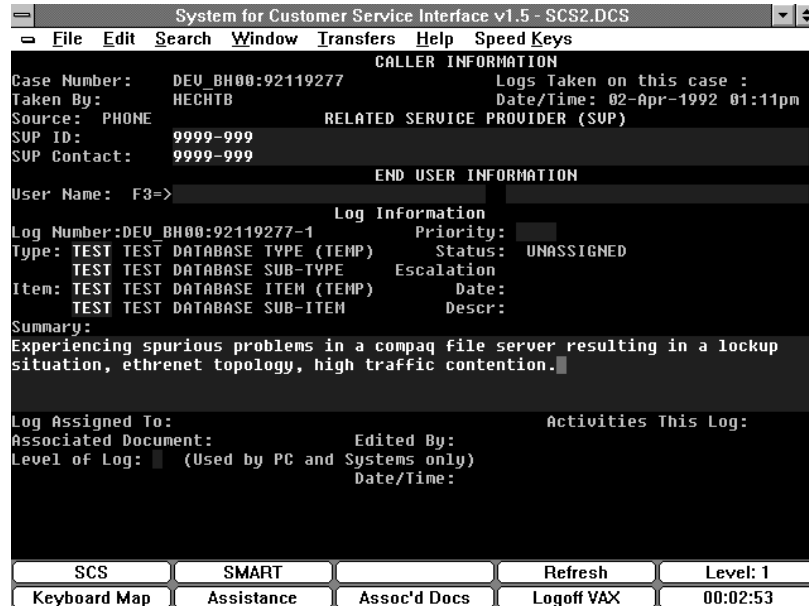 System for Customer Service Interface v1.5 - SCS2.DCS
File Edit Search Window Transfers Help Speed Keys
CALLER INFORMATION
Case Number: DEV_BH00:92119277 Logs Taken on this case :
Taken By: HECHTB Date/Time: 02-Apr-1992 01:11pm
Source: PHONE RELATED SERVICE PROVIDER (SVP)
SVP ID: 9999-999
SVP Contact: 9999-999
END USER INFORMATION
User Name: F3=>
Log Information
Log Number:DEV_BH00:92119277-1 Priority:
Type: TEST TEST DATABASE TYPE (TEMP) Status: UNASSIGNED
TEST TEST DATABASE SUB-TYPE Escalation
Item: TEST TEST DATABASE ITEM (TEMP) Date:
TEST TEST DATABASE SUB-ITEM Descr:
Summary:
Experiencing spurious problems in a compaq file server resulting in a lockup
situation, ethrenet topology, high traffic contention.
Log Assigned To: Activities This Log:
Associated Document: Edited By:
Level of Log: (Used by PC and Systems only)
Date/Time:
SCS SMART Refresh Level: 1
Keyboard Map Assistance Assoc'd Docs Logoff VAX 00:02:53